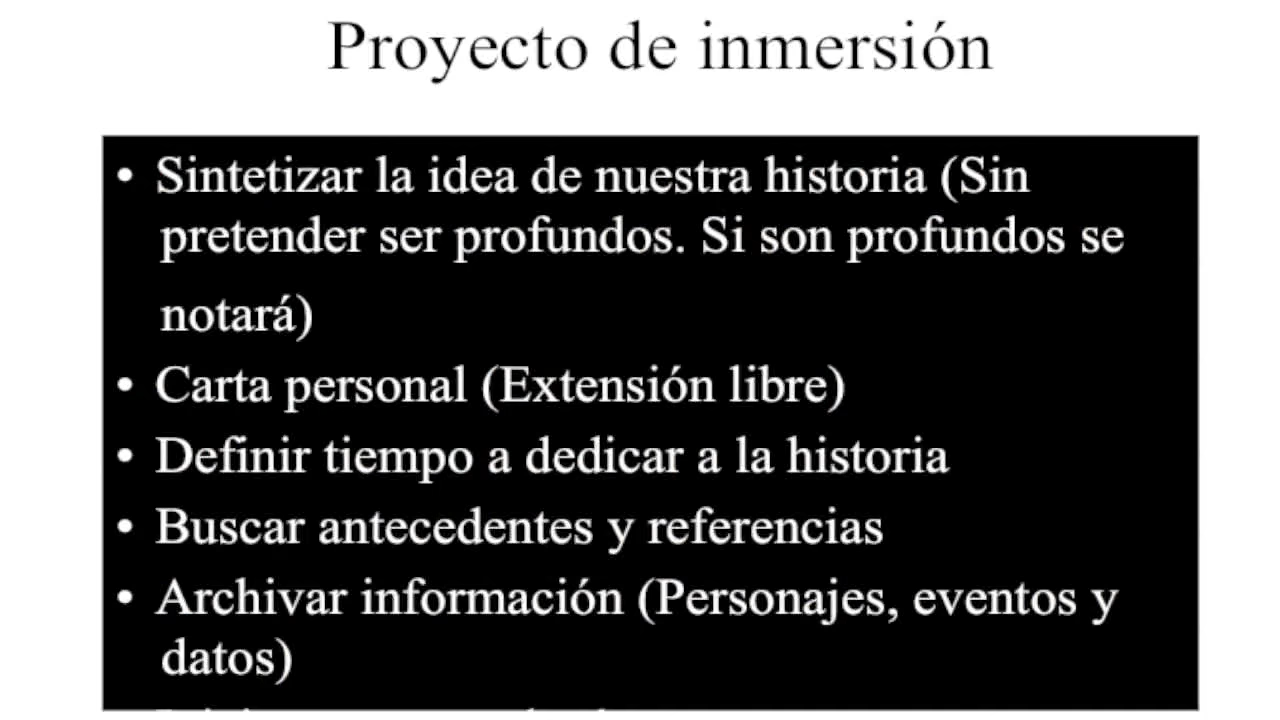 Proyecto de inmersión
• Sintetizar la idea de nuestra historia (Sin
pretender ser profundos. Si son profundos se
notará)
• Carta personal (Extensión libre)
• Definir tiempo a dedicar a la historia
• Buscar antecedentes y referencias
• Archivar información (Personajes, eventos y
datos)